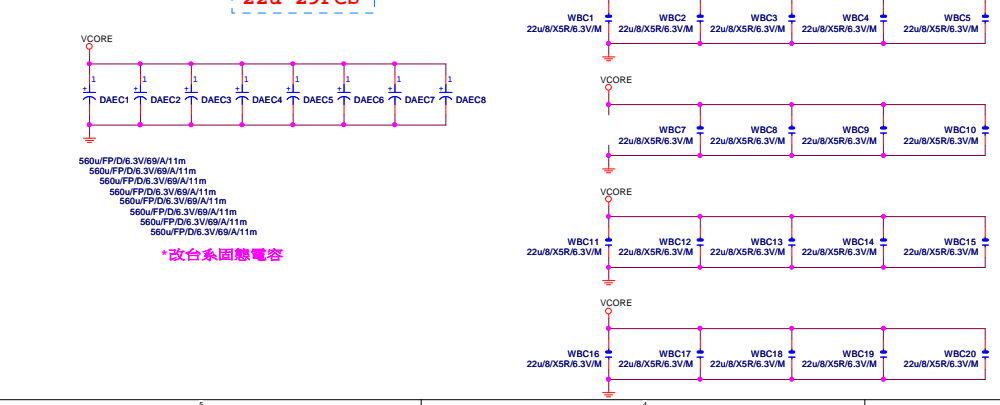 22u*29PCS
VCORE
1 1 1 1 1 1 1 1
+ + + + + + + +
DAEC1 DAEC2 DAEC3 DAEC4 DAEC5 DAEC6 DAEC7 DAEC8
560u/FP/D/6.3V/69/A/11m
560u/FP/D/6.3V/69/A/11m
560u/FP/D/6.3V/69/A/11m
560u/FP/D/6.3V/69/A/11m
560u/FP/D/6.3V/69/A/11m
560u/FP/D/6.3V/69/A/11m
560u/FP/D/6.3V/69/A/11m
560u/FP/D/6.3V/69/A/11m
*改台系固態電容
WBC1 WBC2 WBC3 WBC4 WBC5
22u/8/X5R/6.3V/M 22u/8/X5R/6.3V/M 22u/8/X5R/6.3V/M 22u/8/X5R/6.3V/M 22u/8/X5R/6.3V/M
VCORE
WBC7 WBC8 WBC9 WBC10
22u/8/X5R/6.3V/M 22u/8/X5R/6.3V/M 22u/8/X5R/6.3V/M 22u/8/X5R/6.3V/M
VCORE
WBC11 WBC12 WBC13 WBC14 WBC15
22u/8/X5R/6.3V/M 22u/8/X5R/6.3V/M 22u/8/X5R/6.3V/M 22u/8/X5R/6.3V/M 22u/8/X5R/6.3V/M
VCORE
WBC16 WBC17 WBC18 WBC19 WBC20
22u/8/X5R/6.3V/M 22u/8/X5R/6.3V/M 22u/8/X5R/6.3V/M 22u/8/X5R/6.3V/M 22u/8/X5R/6.3V/M